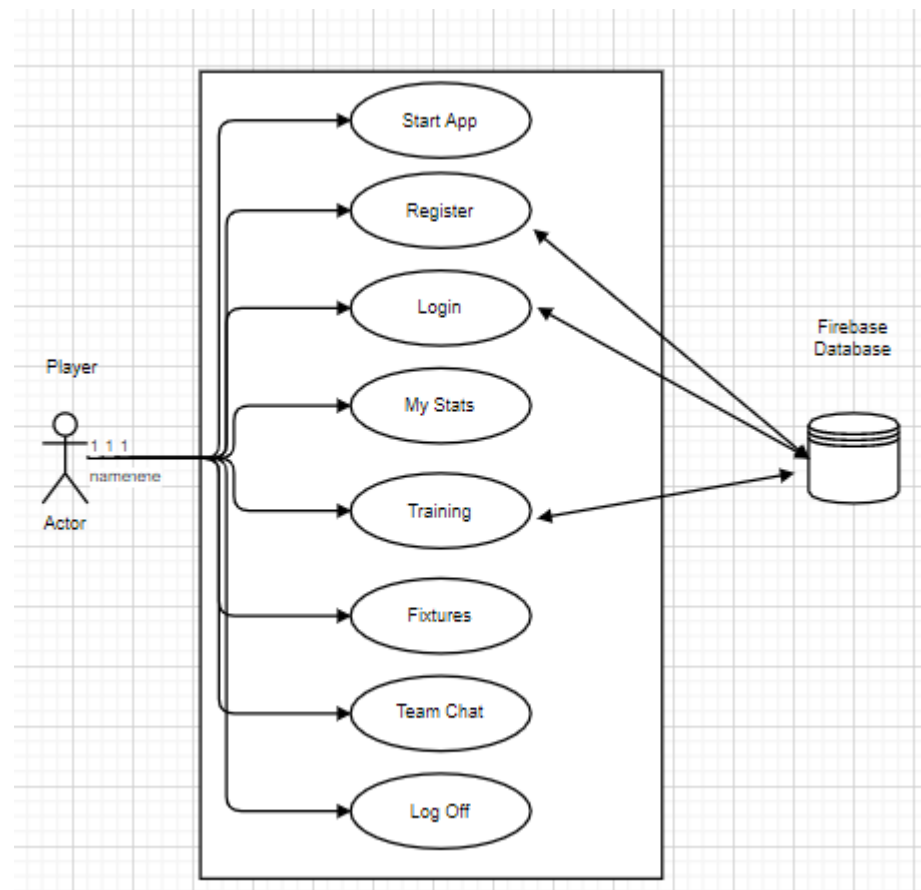 Start App
Register
Login
Firebase
Database
Player
My Stats
1 1 1
Training
Actor
Fixtures
Team Chat
Log Off